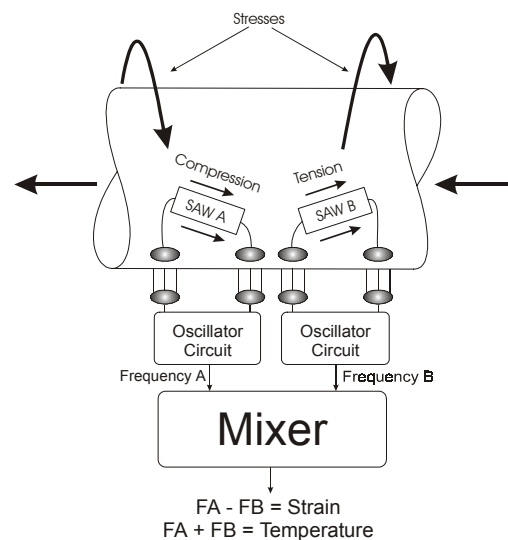 Stresses
Compression
Tension
SAW A
SAW B
Oscillator
Circuit
Oscillator
Circuit
Frequency A
Frequency B
Mixer
FA - FB = Strain
FA + FB = Temperature